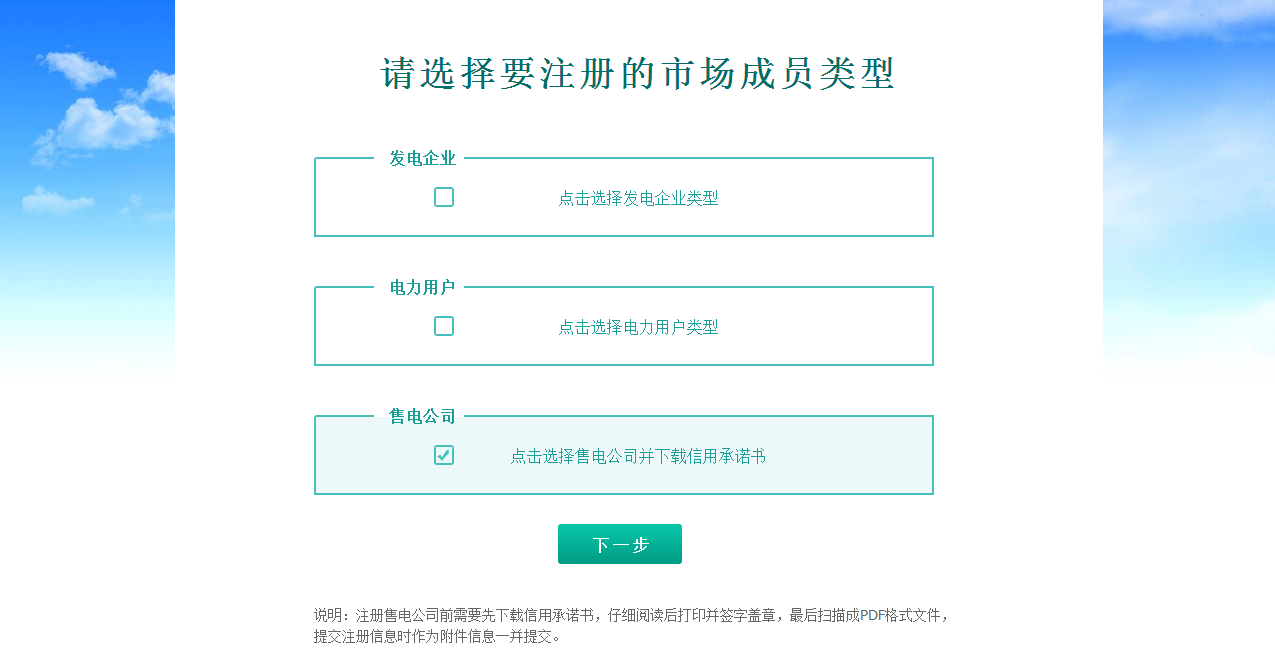 请选择要注册的市场成员类型
发电企业
点击选择发电企业类型
电力用户
点击选择电力用户类型
售电公司
点击选择售电公司并下载信用承诺书
下一步
说明：注册售电公司前需要先下载信用承诺书，仔细阅读后打印并签字盖章，最后扫描成PDF格式文件，
提交注册信息时作为附件信息一并提交。